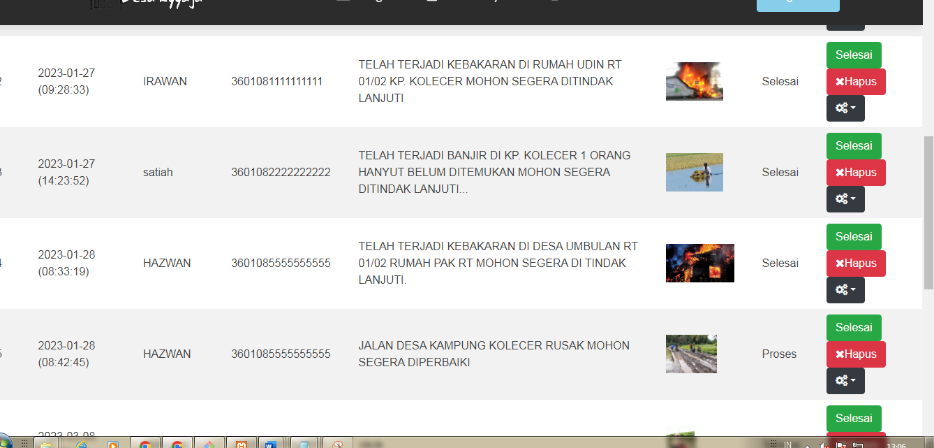 2023-01-27
(09:28:33)
IRAWAN
3601081111111111
TELAH TERJADI KEBAKARAN DI RUMAH UDIN RT
01/02 KP. KOLECER MOHON SEGERA DITINDAK
LANJUTI
Selesai
Selesai
Hapus
2023-01-27
(14:23:52)
satiah
3601082222222222
TELAH TERJADI BANJIR DI KP. KOLECER 1 ORANG
HANYUT BELUM DITEMUKAN MOHON SEGERA
DITINDAK LANJUTI...
Selesai
Selesai
Hapus
2023-01-28
(08:33:19)
HAZWAN
3601085555555555
TELAH TERJADI KEBAKARAN DI DESA UMBULAN RT
01/02 RUMAH PAK RT MOHON SEGERA DI TINDAK
LANJUTI.
Selesai
Selesai
Hapus
2023-01-28
(08:42:45)
HAZWAN
3601085555555555
JALAN DESA KAMPUNG KOLECER RUSAK MOHON
SEGERA DIPERBAIKI
Proses
Selesai
Hapus
2023-03-08
Selesai
13:06